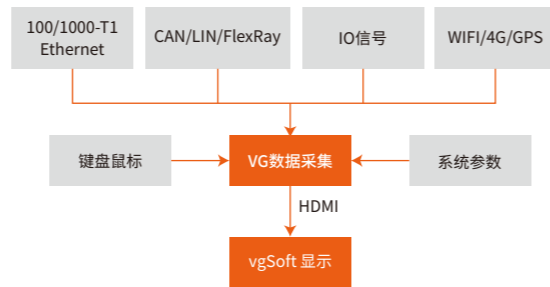 100/1000-T1
Ethernet
CAN/LIN/FlexRay
IO信号
WIFI/4G/GPS
键盘鼠标
VG数据采集
系统参数
HDMI
vgSoft 显示